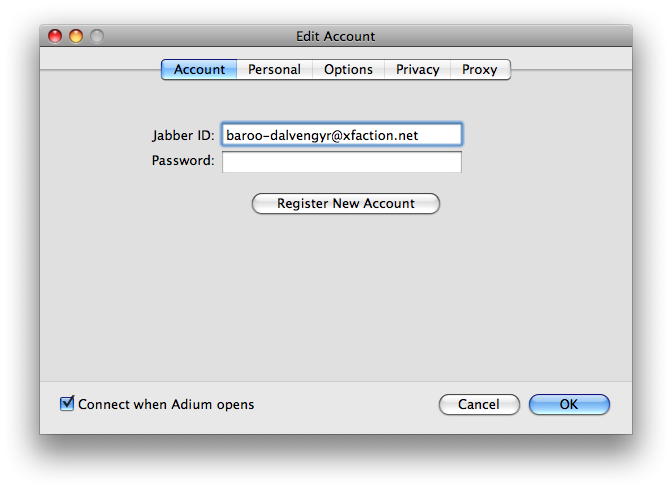 Edit Account
Account Personal Options Privacy Proxy
Jabber ID: baroo-dalvengyr@xfaction.net
Password:
Register New Account
Connect when Adium opens Cancel OK